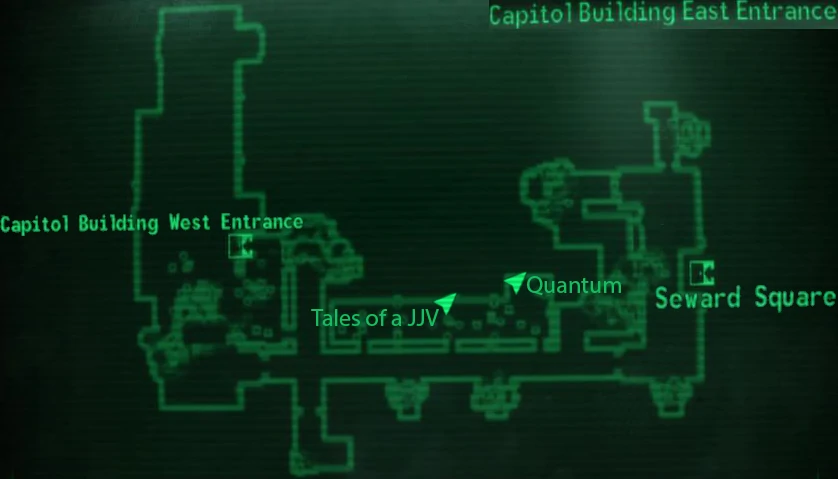 Capitol Building East Entrance
Capitol Building West Entrance
Quantum
Seward Square
Tales of a JJV